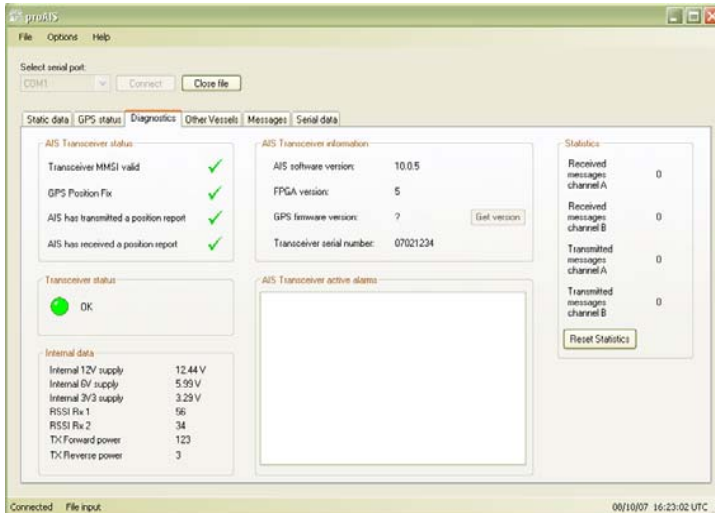 proAIS
File Options Help
Select serial port:
COM1 Connect Close file
Static data GPS status Diagnostics Other Vessels Messages Serial data
AIS Transceiver status
Transceiver MMSI valid
GPS Position Fix
AIS has transmitted a position report
AIS has received a position report
Transceiver status
OK
Internal data
Internal 12V supply 12.44 V
Internal 6V supply 5.99 V
Internal 3V3 supply 3.29 V
RSSI Rx 1 56
RSSI Rx 2 34
TX Forward power 123
TX Reverse power 3
AIS Transceiver information
AIS software version: 10.0.5
FPGA version: 5
GPS firmware version: ? Get version
Transceiver serial number: 07021234
AIS Transceiver active alarms
Statistics
Received
messages 0
channel A
Received
messages 0
channel B
Transmitted
messages 0
channel A
Transmitted
messages 0
channel B
Reset Statistics
Connected File input 08/10/07 16:23:02 UTC